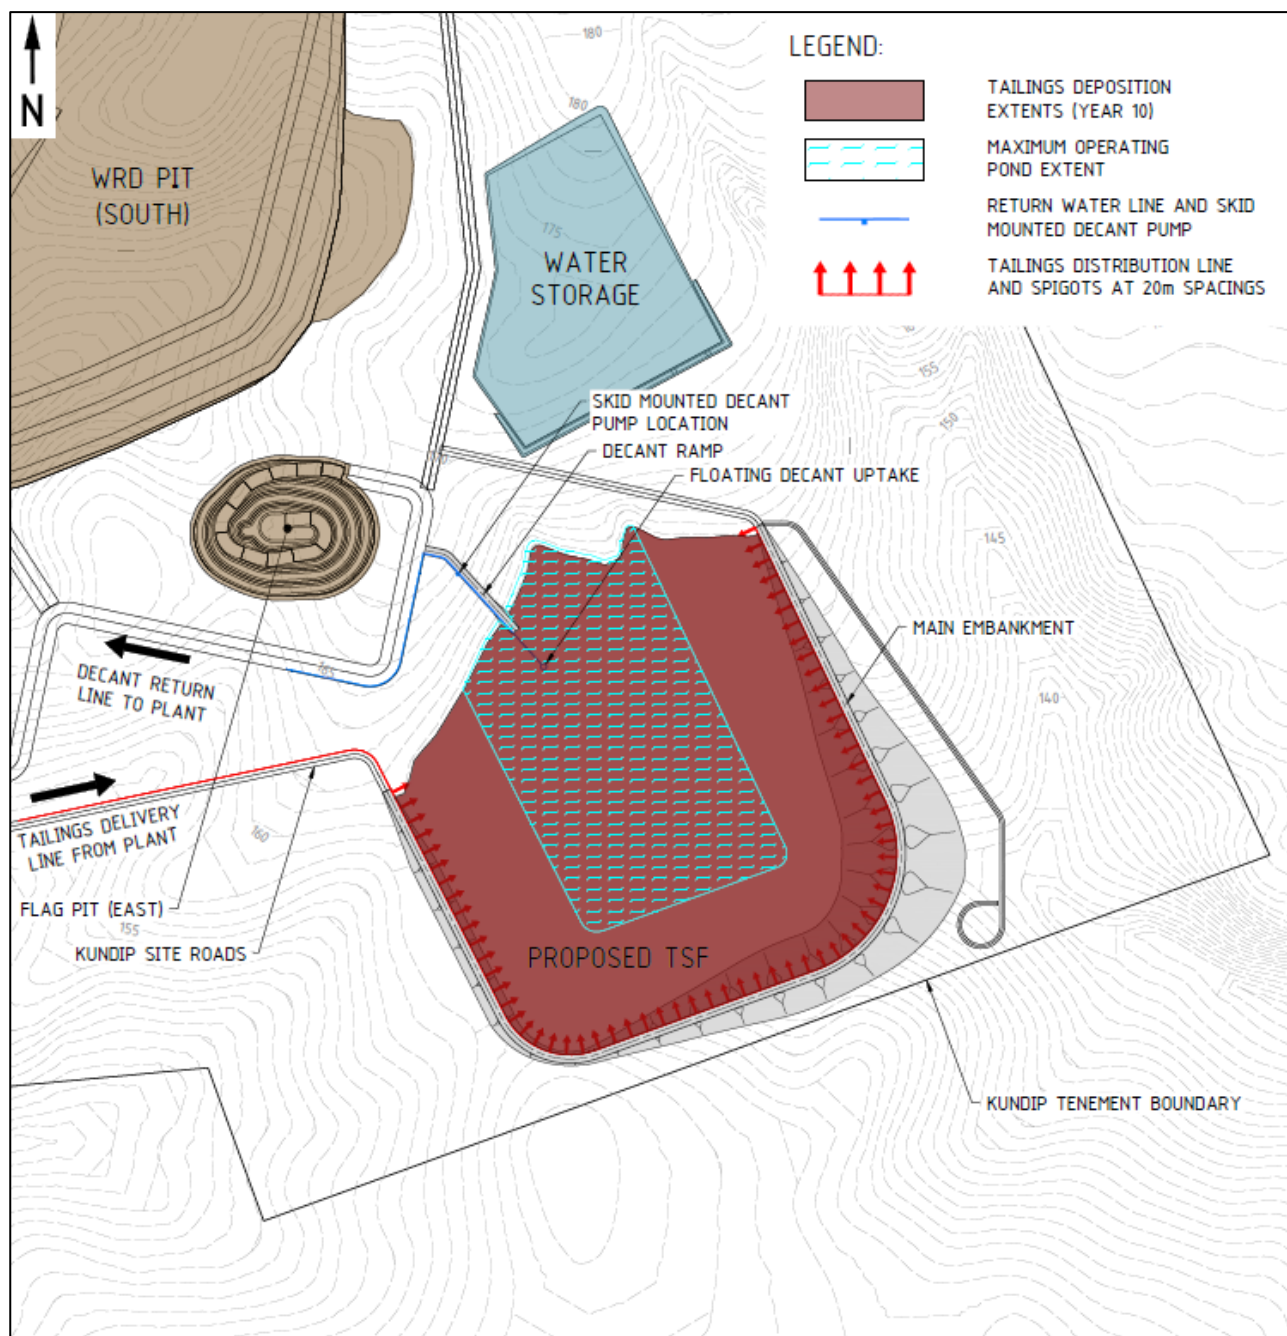 180
LEGEND:
N
TAILINGS DEPOSITION
EXTENTS (YEAR 10)
180
MAXIMUM OPERATING
POND EXTENT
WRD PIT
(SOUTH)
RETURN WATER LINE AND SKID
MOUNTED DECANT PUMP
175
WATER
STORAGE
TAILINGS DISTRIBUTION LINE
AND SPIGOTS AT 20m SPACINGS
155
SKID MOUNTED DECANT
PUMP LOCATION
150
DECANT RAMP
FLOATING DECANT UPTAKE
145
MAIN EMBANKMENT
165
DECANT RETURN
LINE TO PLANT
140
TAILINGS DELIVERY
LINE FROM PLANT
160
FLAG PIT (EAST)
155
KUNDIP SITE ROADS
PROPOSED TSF
KUNDIP TENEMENT BOUNDARY